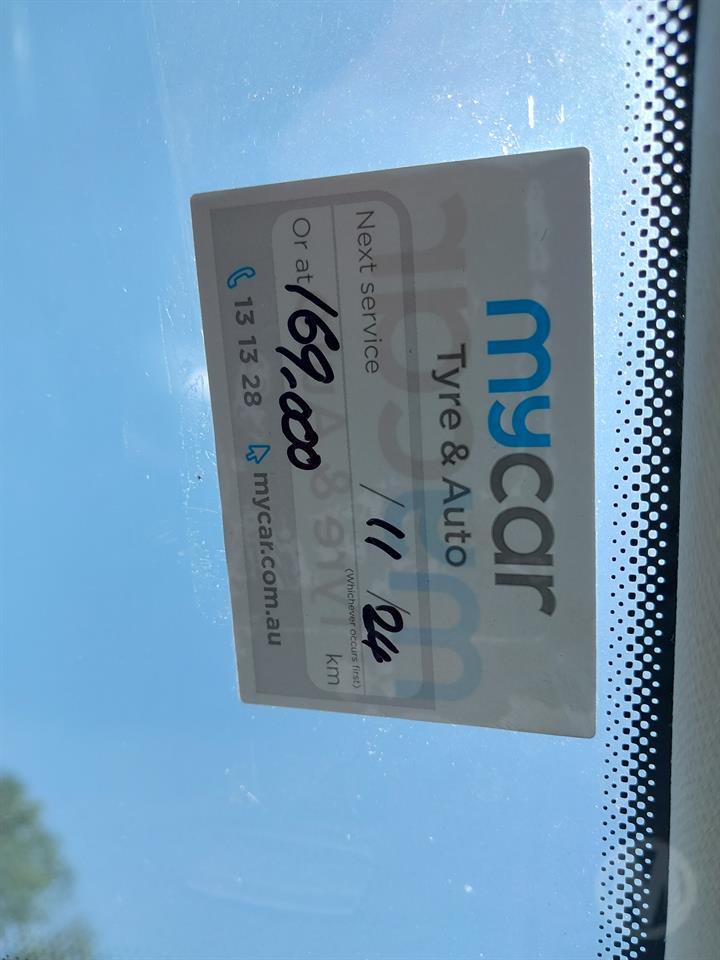 mycar
Tyre & Auto
Next service / 11 / 24
(Whichever occurs first)
Or at 169,000 km
13 13 28 mycar.com.au